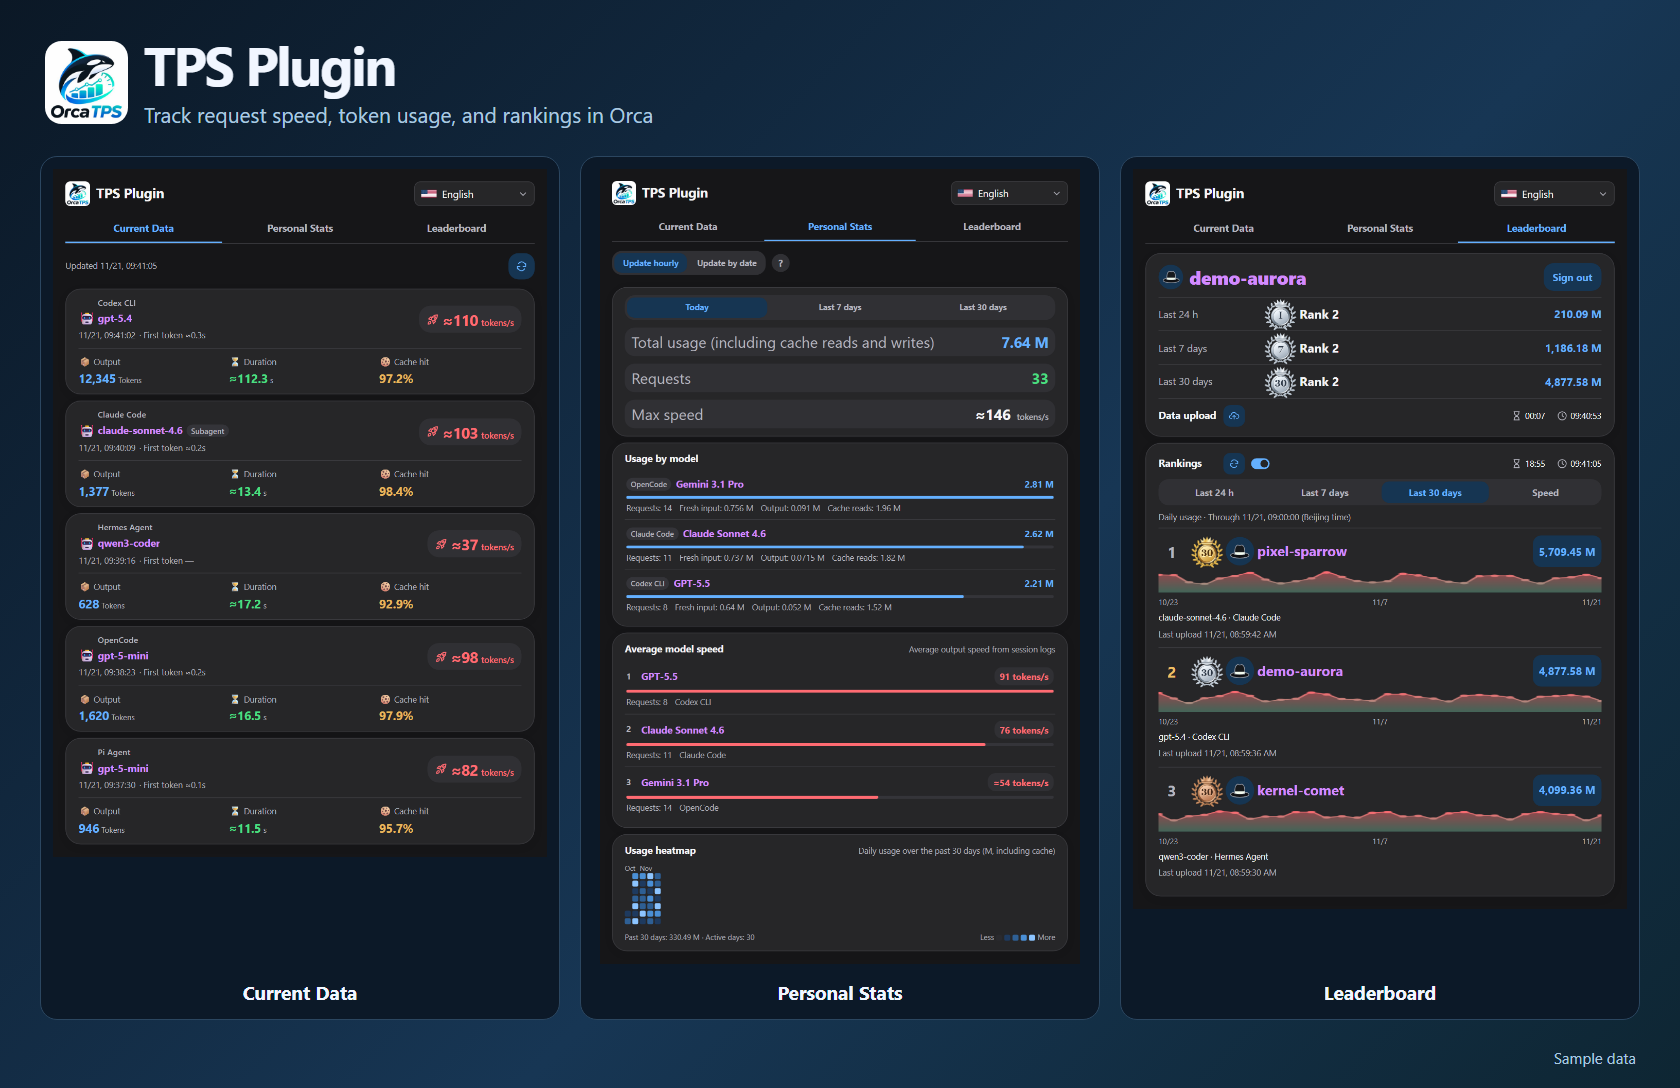 OrcaTPS
TPS Plugin
Track request speed, token usage, and rankings in Orca
TPS Plugin
English
Current Data
Personal Stats
Leaderboard
Updated 11/21, 09:41:05
Codex CLI
gpt-5.4
≈110 tokens/s
11/21, 09:41:02 · First token ≈0.3s
Output
Duration
Cache hit
12,345 Tokens
≈112.3 s
97.2%
Claude Code
claude-sonnet-4.6 Subagent
≈103 tokens/s
11/21, 09:40:09 · First token ≈0.2s
Output
Duration
Cache hit
1,377 Tokens
≈13.4 s
98.4%
Hermes Agent
qwen3-coder
≈37 tokens/s
11/21, 09:39:16 · First token —
Output
Duration
Cache hit
628 Tokens
≈17.2 s
92.9%
OpenCode
gpt-5-mini
≈98 tokens/s
11/21, 09:38:23 · First token ≈0.2s
Output
Duration
Cache hit
1,620 Tokens
≈16.5 s
97.9%
Pi Agent
gpt-5-mini
≈82 tokens/s
11/21, 09:37:30 · First token ≈0.1s
Output
Duration
Cache hit
946 Tokens
≈11.5 s
95.7%
Current Data
TPS Plugin
English
Current Data
Personal Stats
Leaderboard
Update hourly
Update by date
?
Today
Last 7 days
Last 30 days
Total usage (including cache reads and writes)
7.64 M
Requests
33
Max speed
≈146 tokens/s
Usage by model
OpenCode Gemini 3.1 Pro
2.81 M
Requests: 14 Fresh input: 0.756 M Output: 0.091 M Cache reads: 1.96 M
Claude Code Claude Sonnet 4.6
2.62 M
Requests: 11 Fresh input: 0.737 M Output: 0.0715 M Cache reads: 1.82 M
Codex CLI GPT-5.5
2.21 M
Requests: 8 Fresh input: 0.64 M Output: 0.052 M Cache reads: 1.52 M
Average model speed
Average output speed from session logs
1 GPT-5.5
91 tokens/s
Requests: 8 Codex CLI
2 Claude Sonnet 4.6
76 tokens/s
Requests: 11 Claude Code
3 Gemini 3.1 Pro
≈54 tokens/s
Requests: 14 OpenCode
Usage heatmap
Daily usage over the past 30 days (M, including cache)
Oct Nov
Past 30 days: 330.49 M · Active days: 30
Less
More
Personal Stats
TPS Plugin
English
Current Data
Personal Stats
Leaderboard
demo-aurora
Sign out
Last 24 h
1
Rank 2
210.09 M
Last 7 days
7
Rank 2
1,186.18 M
Last 30 days
30
Rank 2
4,877.58 M
Data upload
00:07
09:40:53
Rankings
18:55
09:41:05
Last 24 h
Last 7 days
Last 30 days
Speed
Daily usage · Through 11/21, 09:00:00 (Beijing time)
1
30
pixel-sparrow
5,709.45 M
10/23
11/7
11/21
claude-sonnet-4.6 · Claude Code
Last upload 11/21, 08:59:42 AM
2
30
demo-aurora
4,877.58 M
10/23
11/7
11/21
gpt-5.4 · Codex CLI
Last upload 11/21, 08:59:36 AM
3
30
kernel-comet
4,099.36 M
10/23
11/7
11/21
qwen3-coder · Hermes Agent
Last upload 11/21, 08:59:30 AM
Leaderboard
Sample data